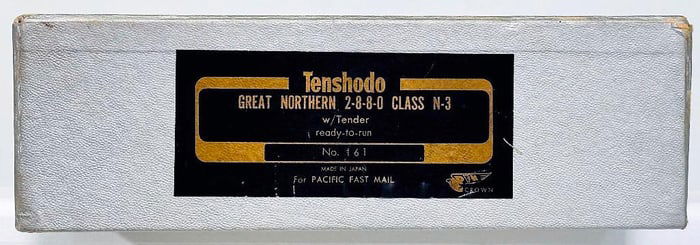 Tenshodo
GREAT NORTHERN 2-8-8-0 CLASS N-3
w/Tender
ready-to-run
No. 161
MADE IN JAPAN
For PACIFIC FAST MAIL
PFM
CROWN